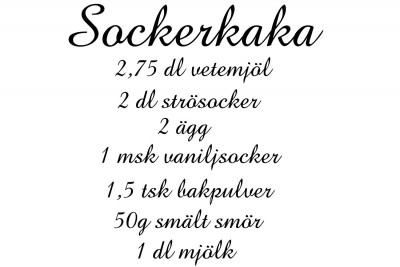 Sockerkaka
2,75 dl vetemjöl
2 dl strösocker
2 ägg
1 msk vaniljsocker
1,5 tsk bakpulver
50g smält smör
1 dl mjölk